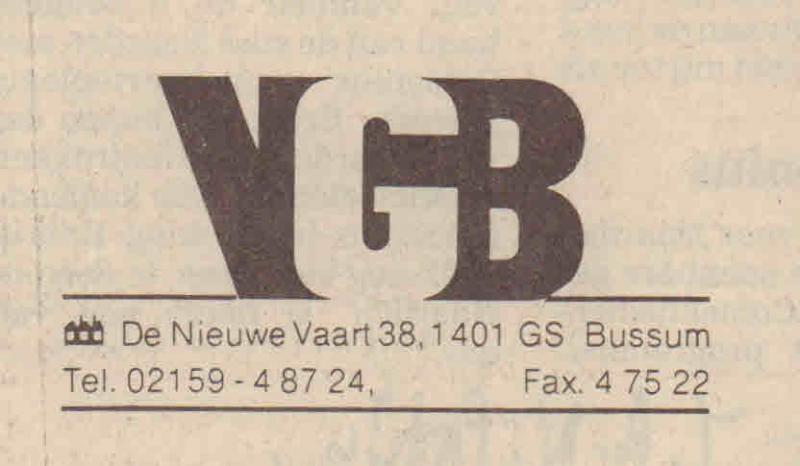 VGB
De Nieuwe Vaart 38, 1401 GS Bussum
Tel. 02159 - 4 87 24, Fax. 4 75 22